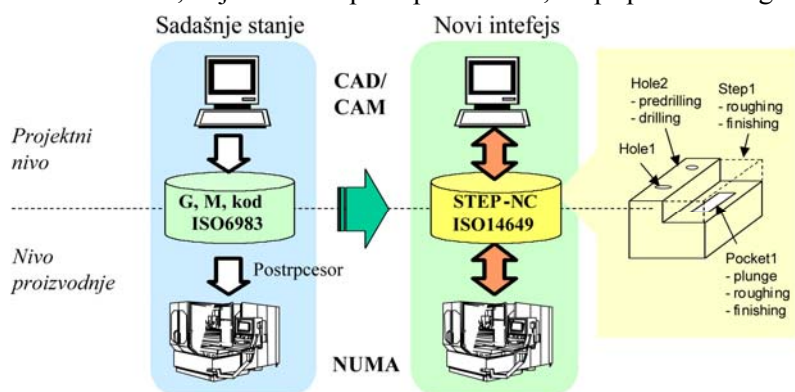 Sadašnje stanje
Novi intefejs
CAD/
CAM
Projektni
nivo
G, M, kod
ISO6983
STEP-NC
ISO14649
Nivo
proizvodnje
Postrpcesor
NUMA
Hole2
- predrilling
- drilling
Step1
- roughing
- finishing
Hole1
Pocket1
- plunge
- roughing
- finishing